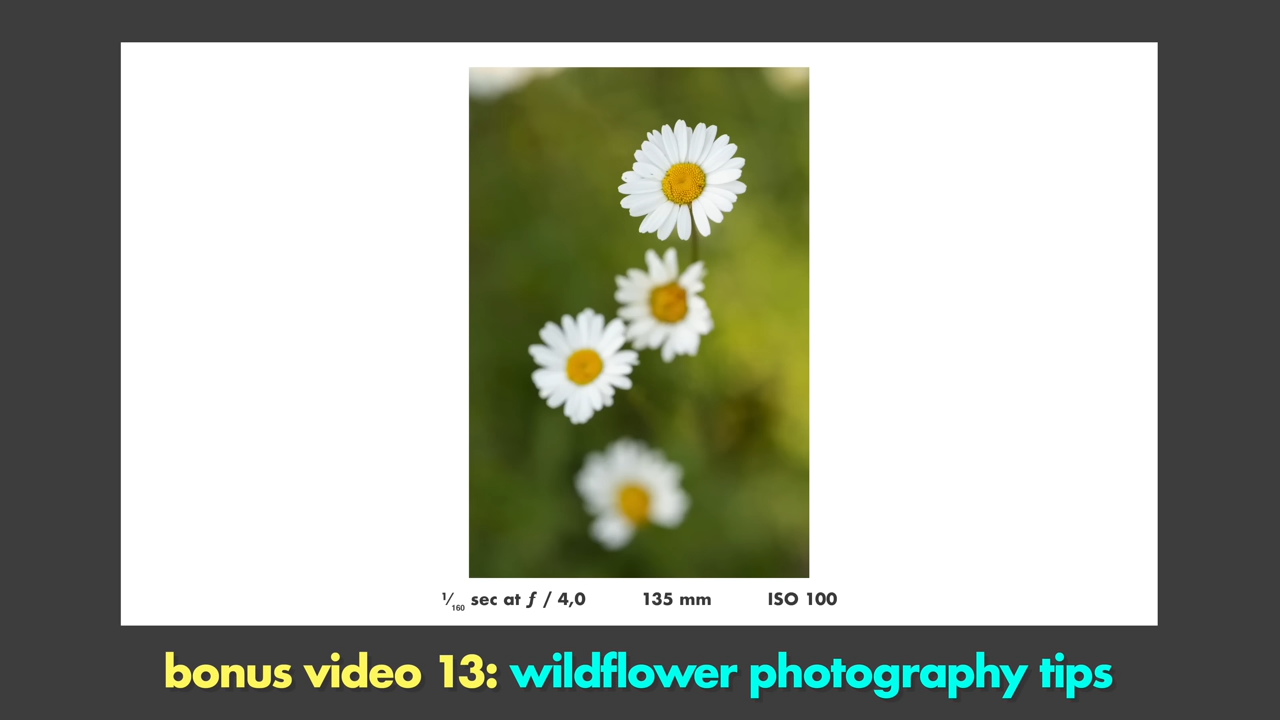 1/160 sec at ƒ / 4,0 135 mm ISO 100
bonus video 13: wildflower photography tips